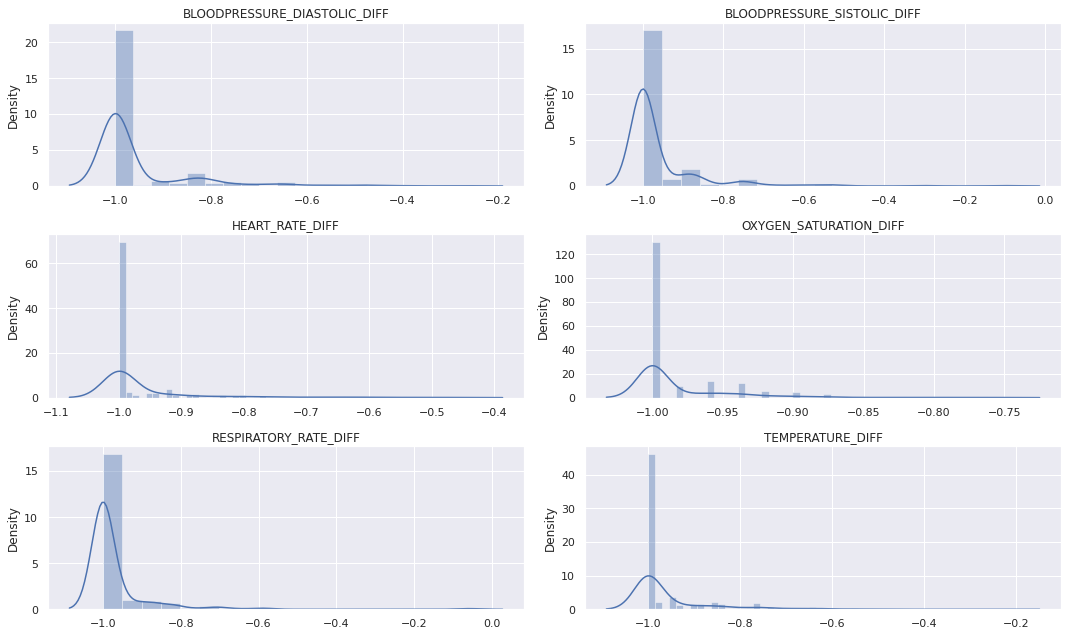 BLOODPRESSURE_DIASTOLIC_DIFF
Density
20
15
10
5
0
−1.0 −0.8 −0.6 −0.4 −0.2
BLOODPRESSURE_SISTOLIC_DIFF
Density
15
10
5
0
−1.0 −0.8 −0.6 −0.4 −0.2 0.0
HEART_RATE_DIFF
Density
60
40
20
0
−1.1 −1.0 −0.9 −0.8 −0.7 −0.6 −0.5 −0.4
OXYGEN_SATURATION_DIFF
Density
120
100
80
60
40
20
0
−1.00 −0.95 −0.90 −0.85 −0.80 −0.75
RESPIRATORY_RATE_DIFF
Density
15
10
5
0
−1.0 −0.8 −0.6 −0.4 −0.2 0.0
TEMPERATURE_DIFF
Density
40
30
20
10
0
−1.0 −0.8 −0.6 −0.4 −0.2